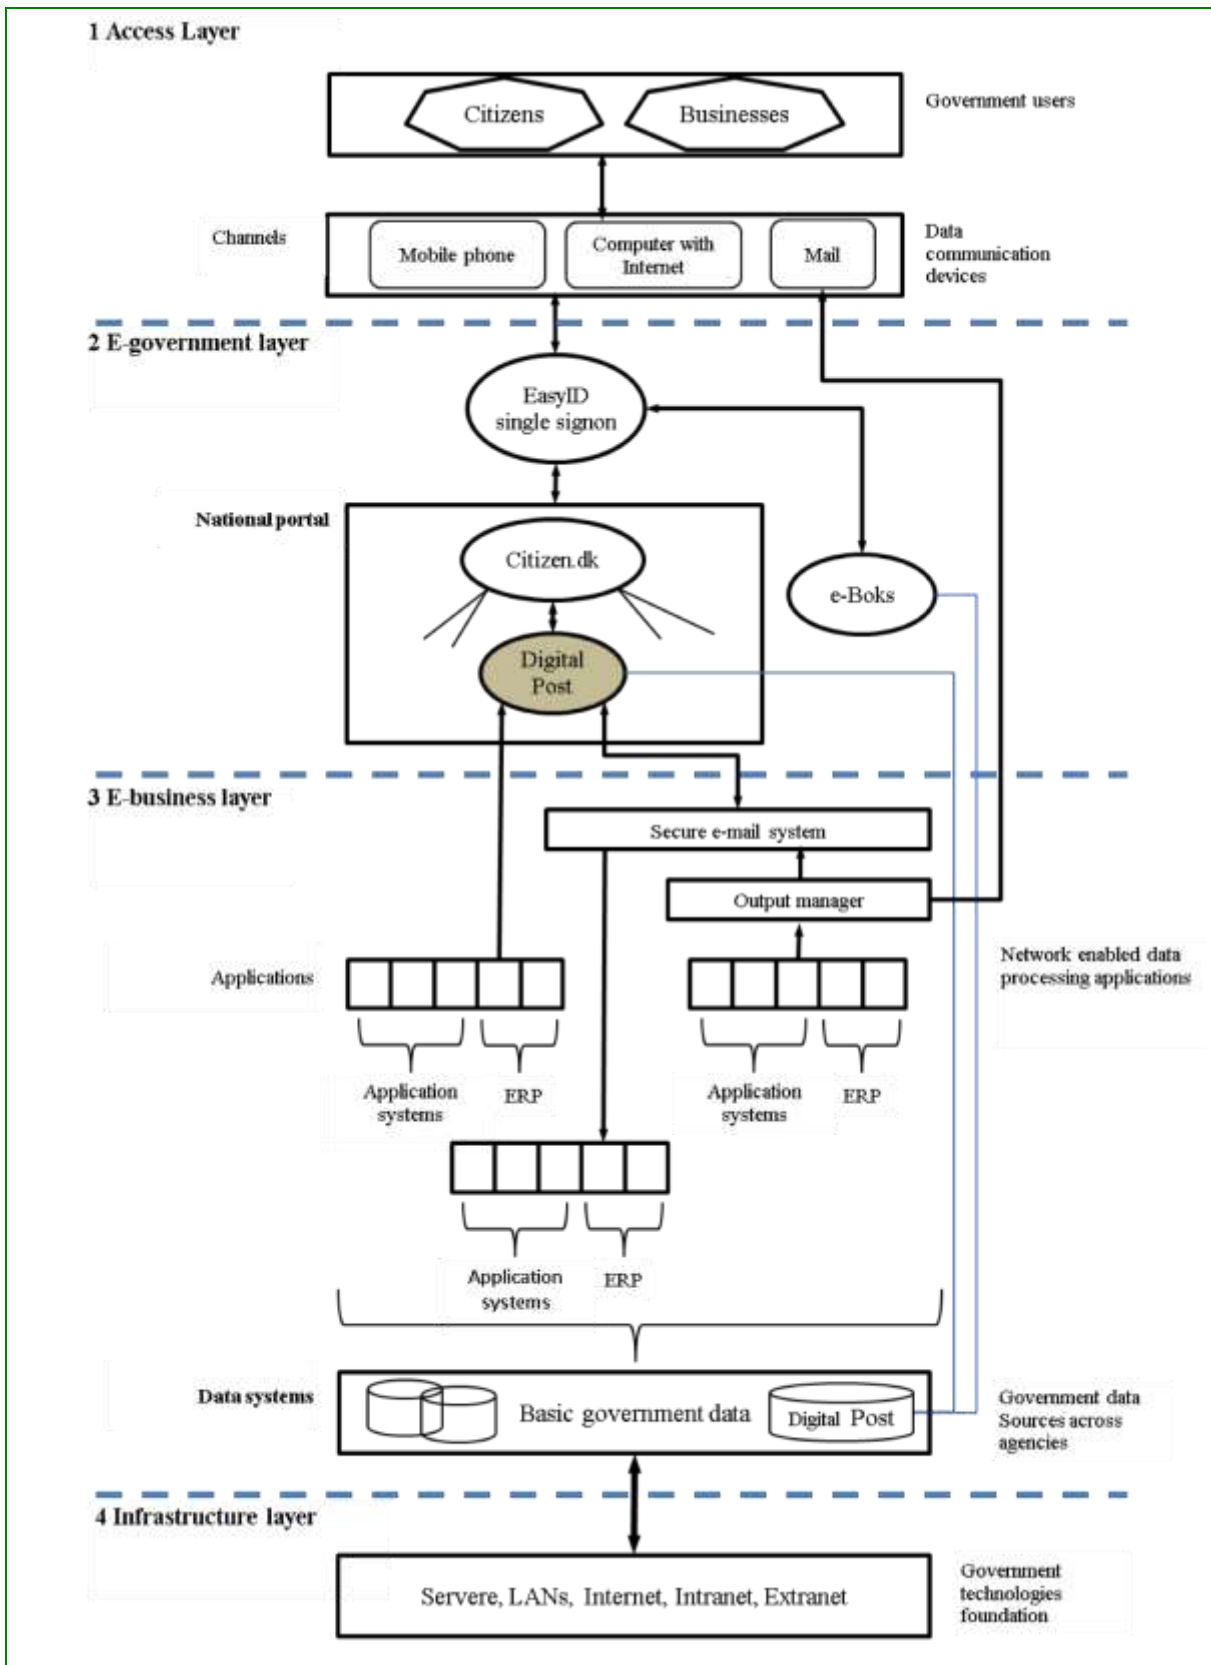 1 Access Layer
Citizens
Businesses
Government users
Channels
Mobile phone
Computer with
Internet
Mail
Data
communication
devices
2 E-government layer
EasyID
single signon
National portal
Citizen.dk
e-Boks
Digital
Post
3 E-business layer
Secure e-mail system
Output manager
Applications
Network enabled data
processing applications
Application
systems
ERP
Application
systems
ERP
Application
systems
ERP
Data systems
Basic government data
Digital Post
Government data
Sources across
agencies
4 Infrastructure layer
Servere, LANs, Internet, Intranet, Extranet
Government
technologies
foundation